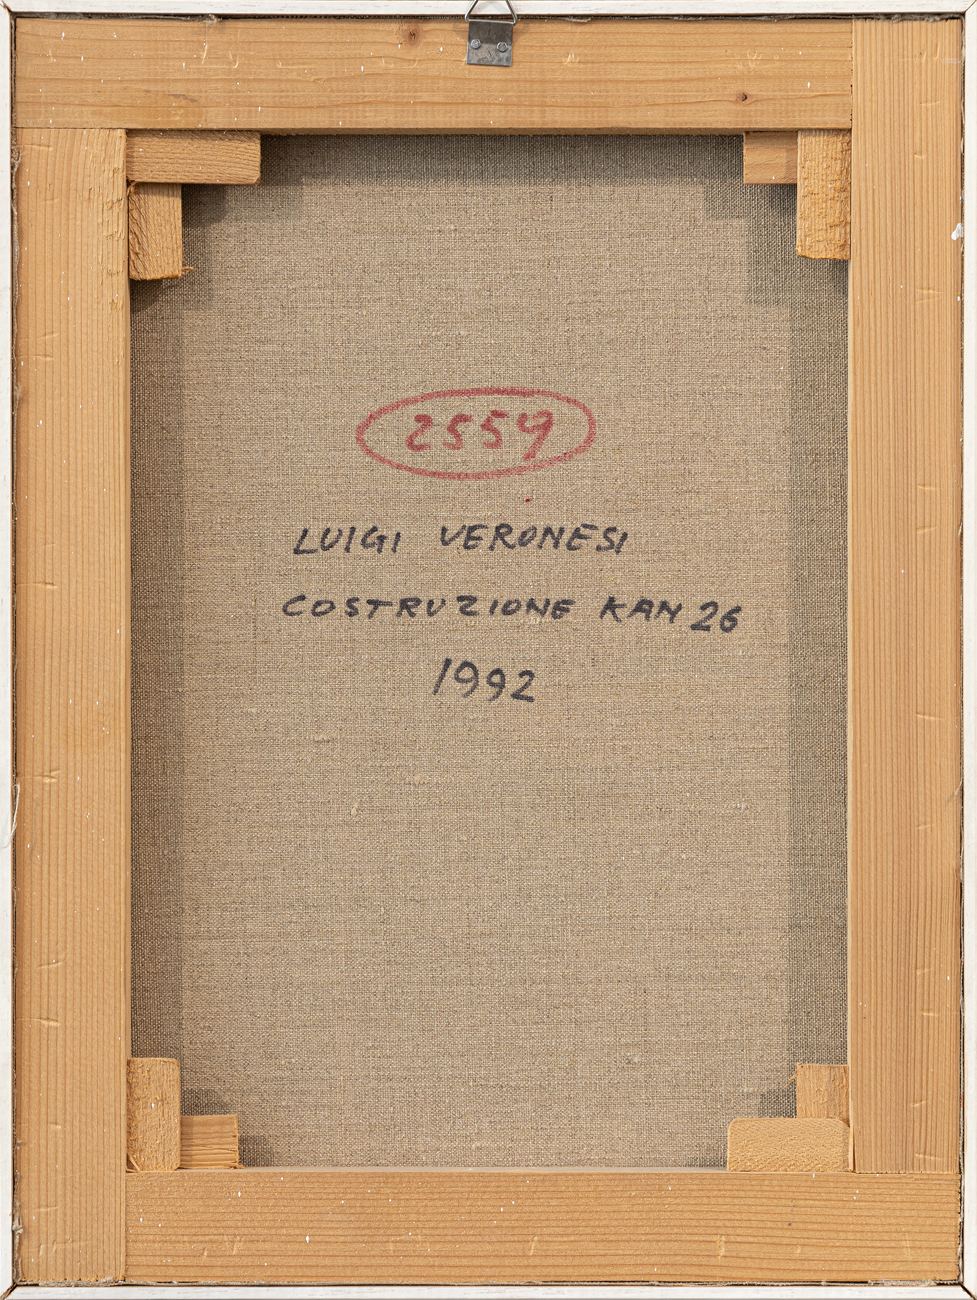 2559
LUIGI VERONESI
COSTRUZIONE KAN 26
1992